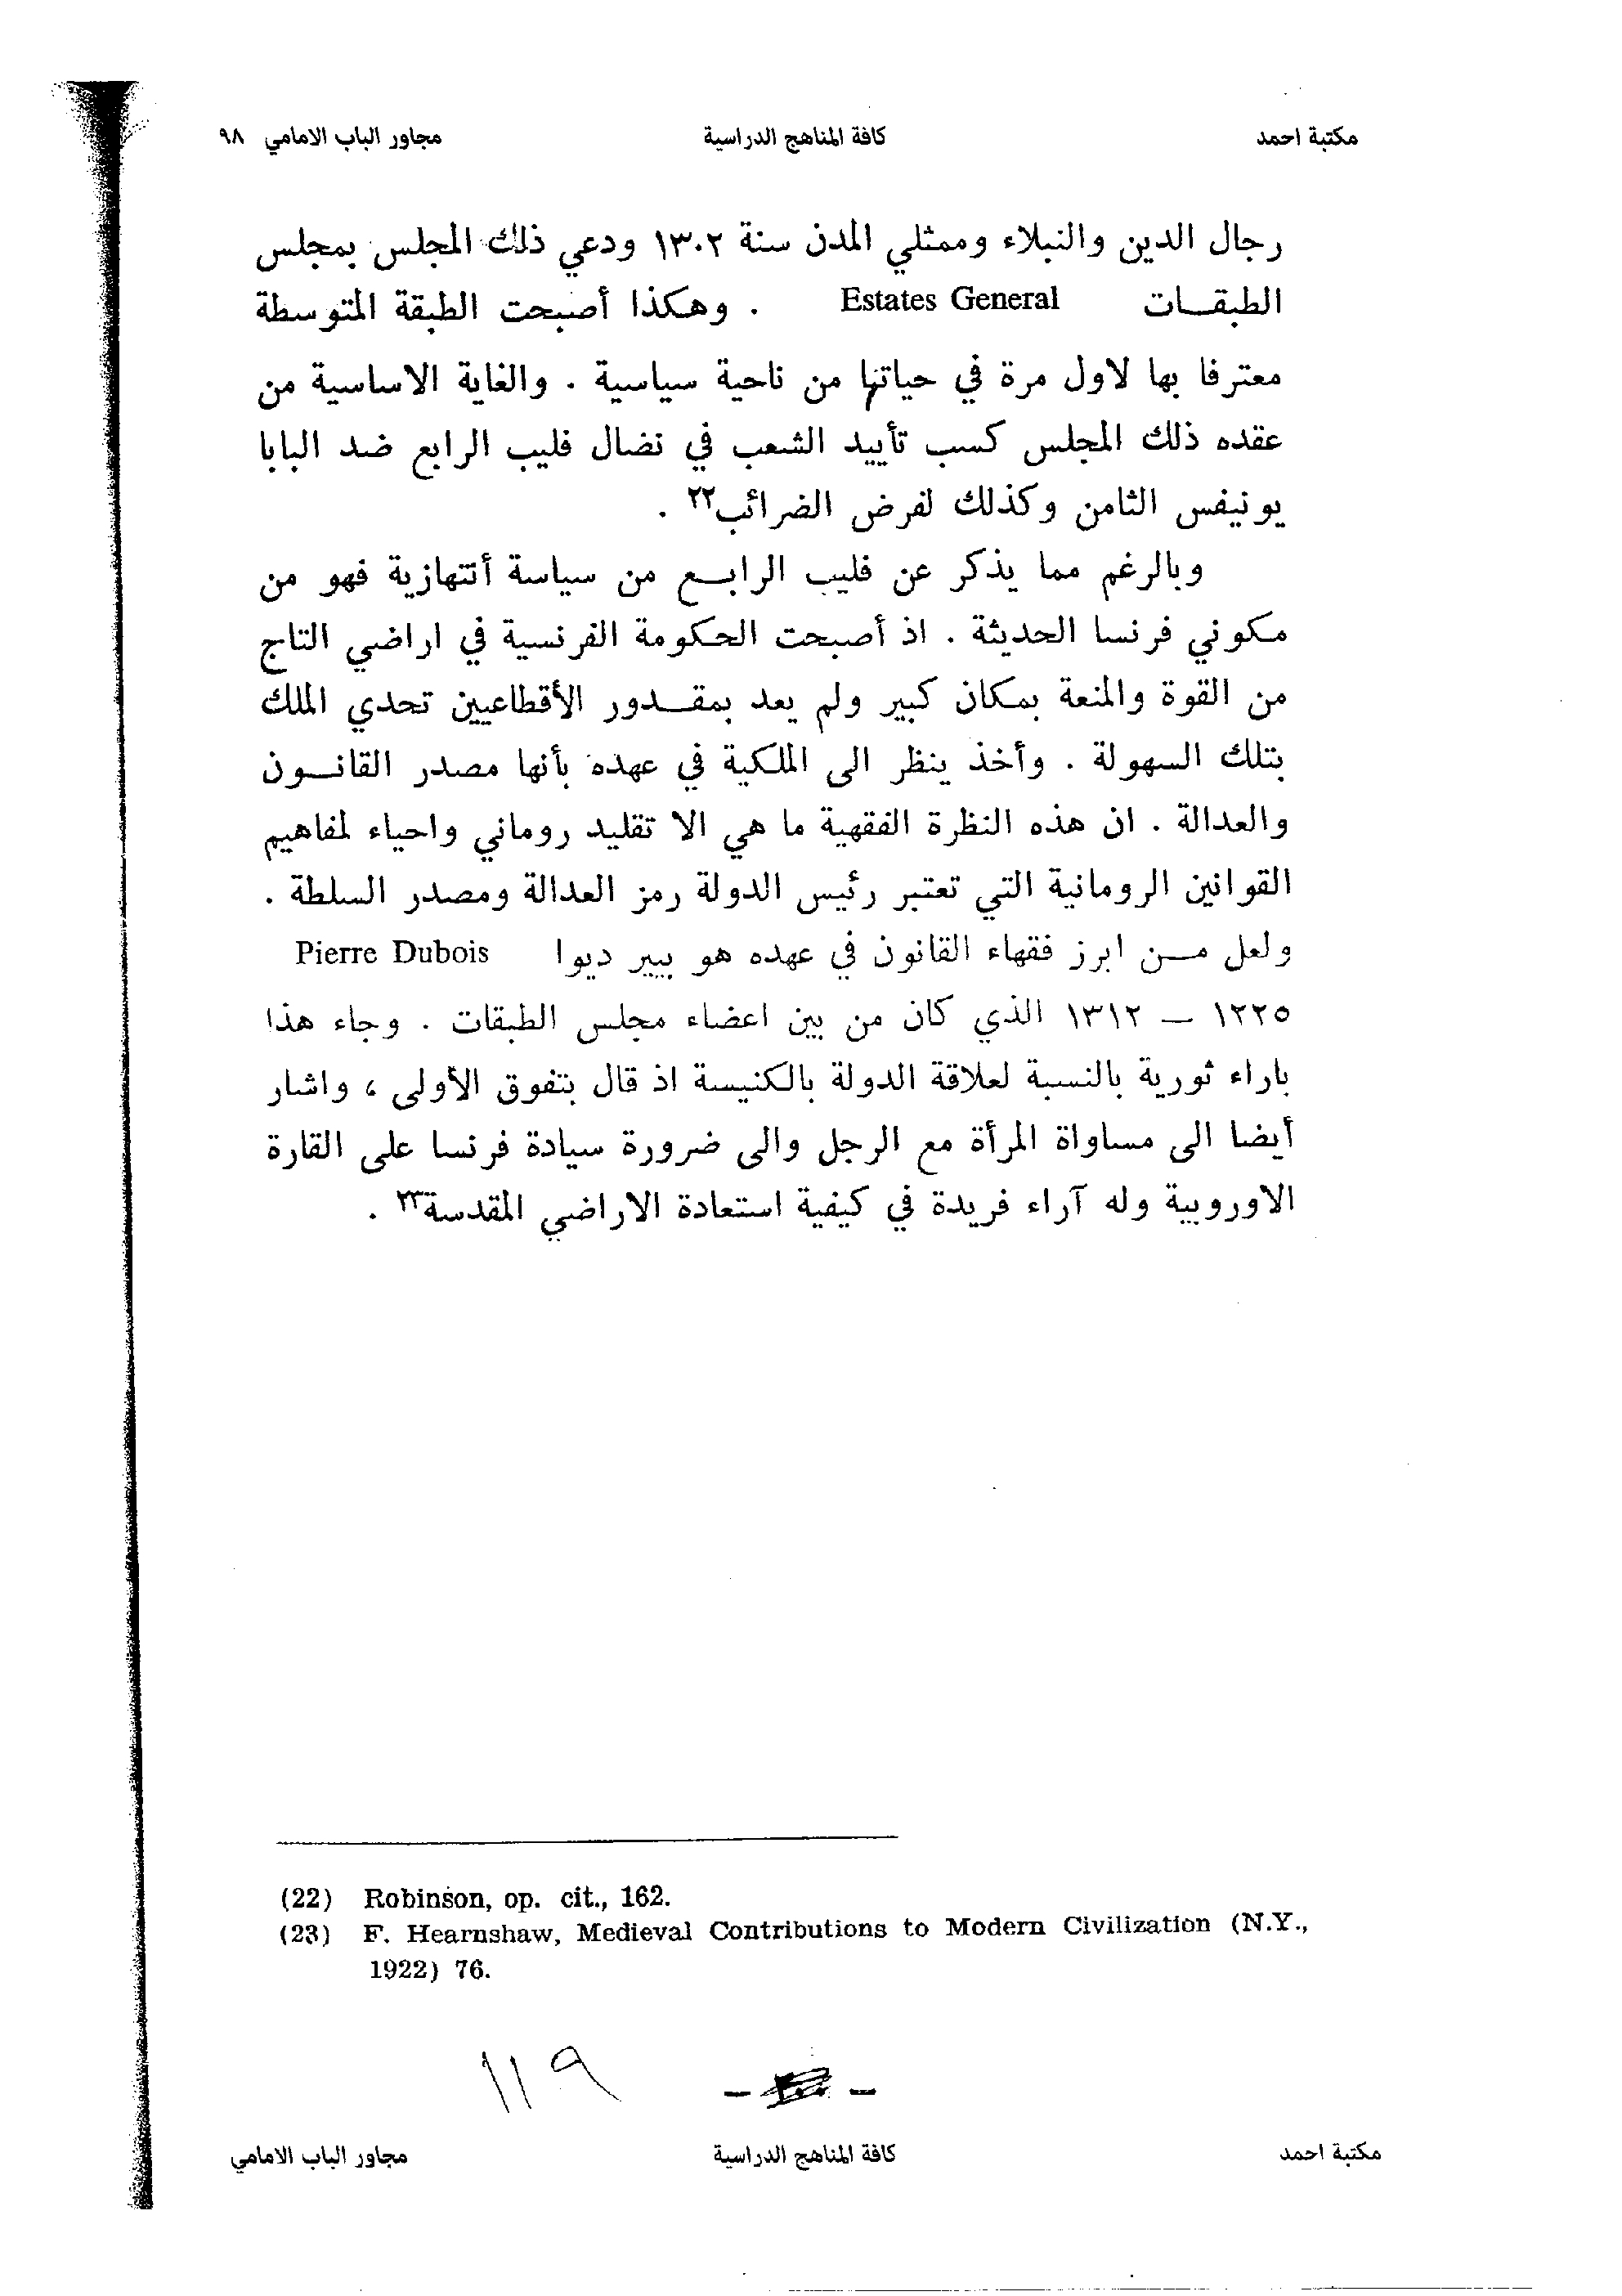 مكتبة احمد كافة المناهج الدراسية مجاور الباب الامامي ٩٨
رجال الدين والنبلاء وممثلي المدن سنة ١٣٠٢ ودعي ذلك المجلس بمجلس
الطبقـات Estates General . وهكذا أصبحت الطبقة المتوسطة
معترفا بها لاول مرة في حياتها من ناحية سياسية . والغاية الاساسية من
عقده ذلك المجلس كسب تأييد الشعب في نضال فليب الرابع ضد البابا
يونيفس الثامن وكذلك لفرض الضرائب٢٢ .
وبالرغم مما يذكر عن فليب الرابـع من سياسة أنتهازية فهو من
مكوني فرنسا الحديثة . اذ أصبحت الحكومة الفرنسية في اراضي التاج
من القوة والمنعة بمكان كبير ولم يعد بمقـدور الأقطاعيين تحدي الملك
بتلك السهولة . وأخذ ينظر الى الملكية في عهده بأنها مصدر القانـون
والعدالة . ان هذه النظرة الفقهية ما هي الا تقليد روماني واحياء لمفاهيم
القوانين الرومانية التي تعتبر رئيس الدولة رمز العدالة ومصدر السلطة .
ولعل مـن ابرز فقهاء القانون في عهده هو بيير ديوا Pierre Dubois
١٢٢٥ — ١٣١٢ الذي كان من بين اعضاء مجلس الطبقات . وجاء هذا
باراء ثورية بالنسبة لعلاقة الدولة بالكنيسة اذ قال بتفوق الأولى ، واشار
أيضا الى مساواة المرأة مع الرجل والى ضرورة سيادة فرنسا على القارة
الاوروبية وله آراء فريدة في كيفية استعادة الاراضي المقدسة٢٣ .
(22) Robinson, op. cit., 162.
(23) F. Hearnshaw, Medieval Contributions to Modern Civilization (N.Y.,
1922) 76.
١١٩
مكتبة احمد كافة المناهج الدراسية مجاور الباب الامامي